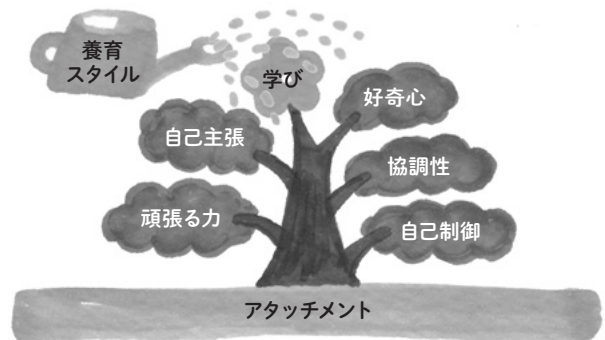 養育
スタイル
学び
好奇心
自己主張
協調性
頑張る力
自己制御
アタッチメント